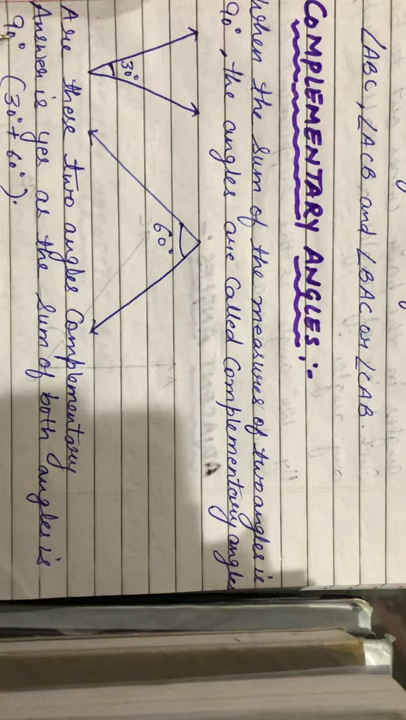 ∠ABC, ∠ACB and ∠BAC or ∠CAB.
COMPLEMENTARY ANGLES :-
When the sum of the measures of two angles is
90°, the angles are called Complementary angles
30°
60°
Are these two angles Complementary
Answer is yes as the sum of both angles is
90° (30° + 60°).